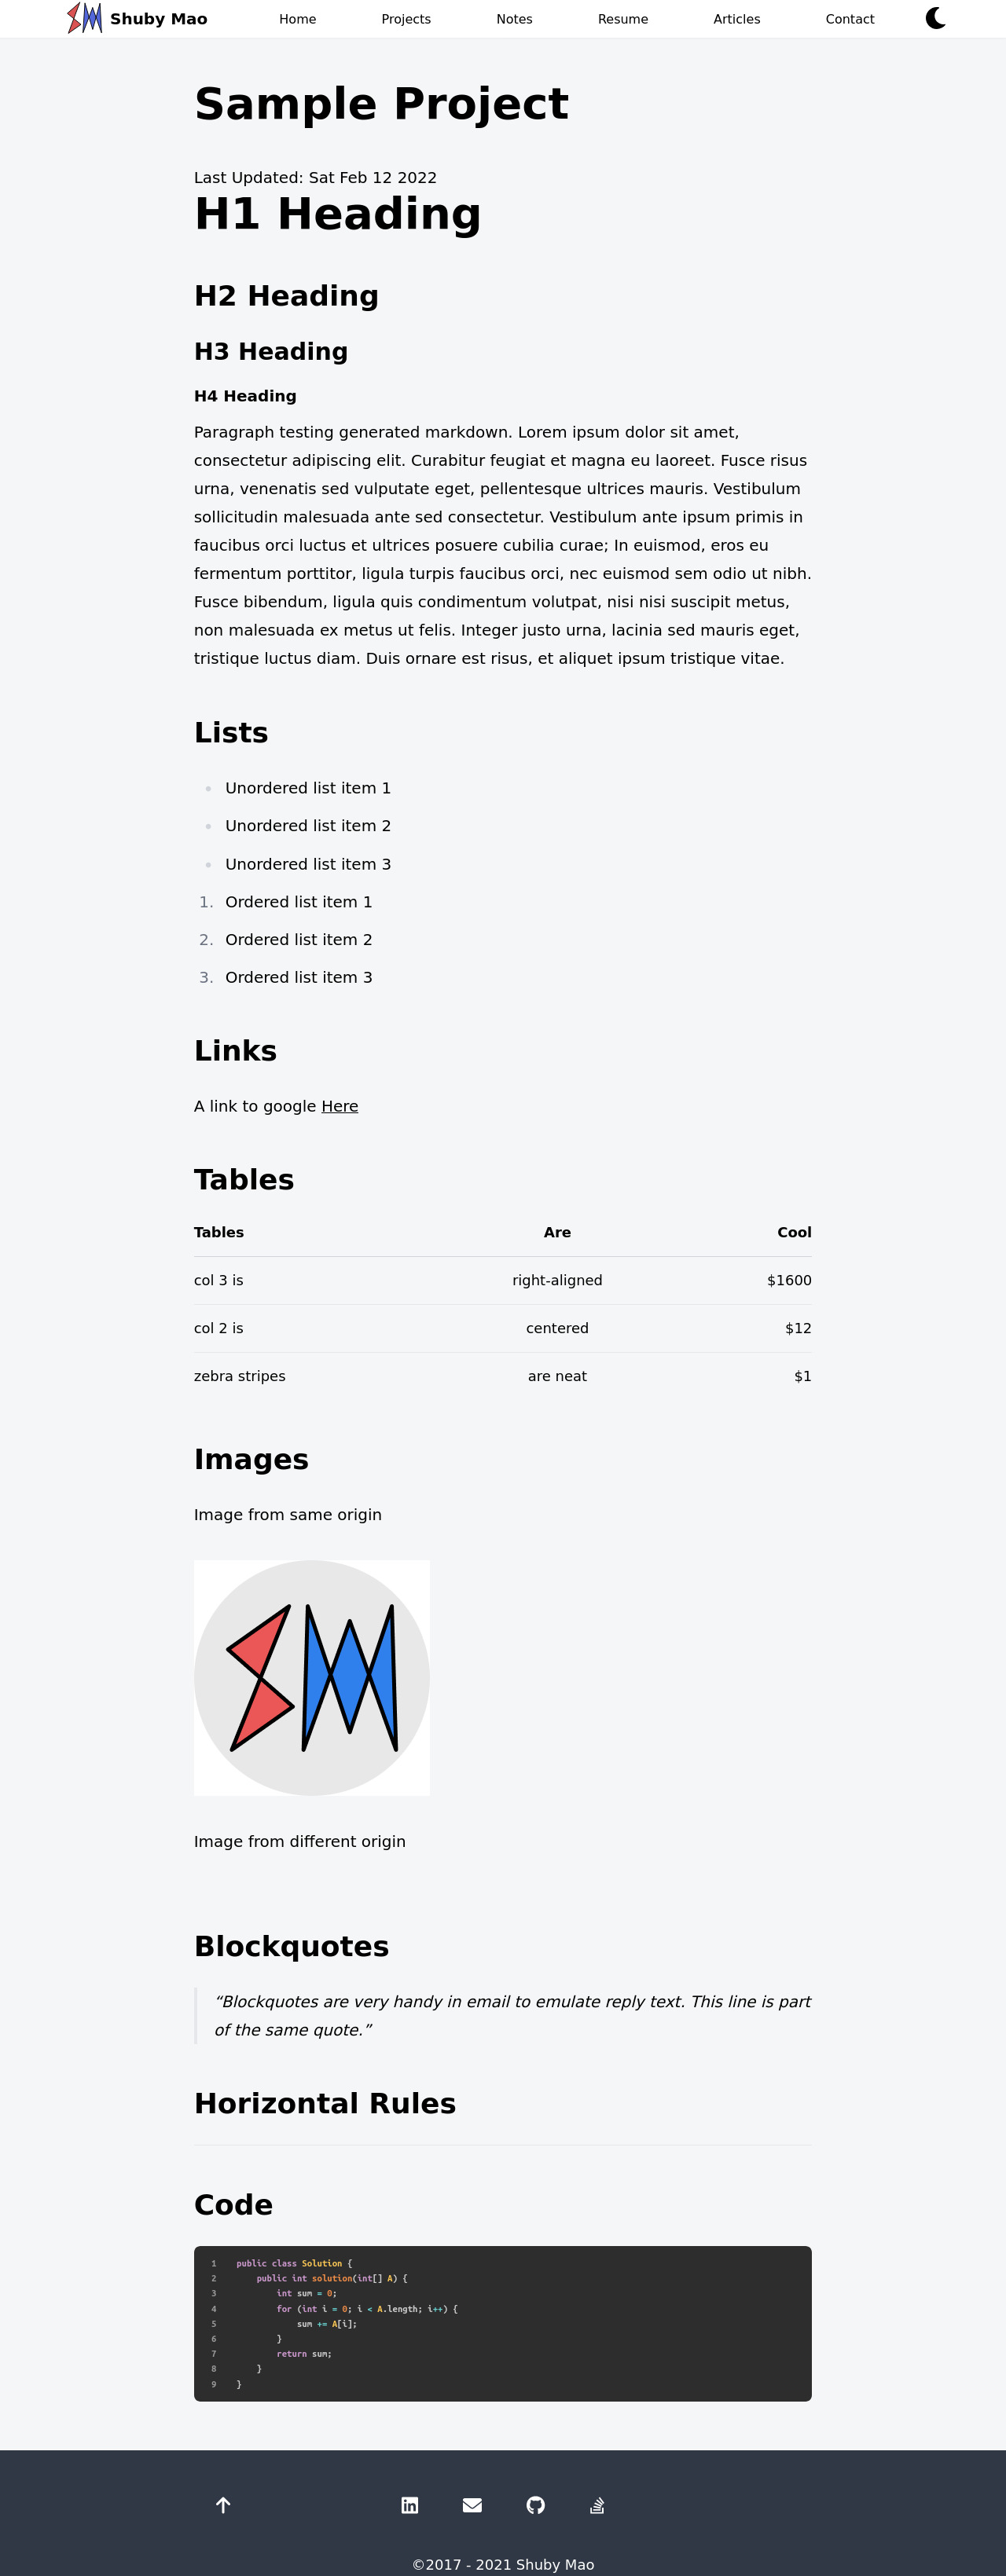 SM Shuby Mao Home Projects Notes Resume Articles Contact
Sample Project
Last Updated: Sat Feb 12 2022
H1 Heading
H2 Heading
H3 Heading
H4 Heading
Paragraph testing generated markdown. Lorem ipsum dolor sit amet,
consectetur adipiscing elit. Curabitur feugiat et magna eu laoreet. Fusce risus
urna, venenatis sed vulputate eget, pellentesque ultrices mauris. Vestibulum
sollicitudin malesuada ante sed consectetur. Vestibulum ante ipsum primis in
faucibus orci luctus et ultrices posuere cubilia curae; In euismod, eros eu
fermentum porttitor, ligula turpis faucibus orci, nec euismod sem odio ut nibh.
Fusce bibendum, ligula quis condimentum volutpat, nisi nisi suscipit metus,
non malesuada ex metus ut felis. Integer justo urna, lacinia sed mauris eget,
tristique luctus diam. Duis ornare est risus, et aliquet ipsum tristique vitae.
Lists
• Unordered list item 1
• Unordered list item 2
• Unordered list item 3
1. Ordered list item 1
2. Ordered list item 2
3. Ordered list item 3
Links
A link to google Here
Tables
Tables Are Cool
col 3 is right-aligned $1600
col 2 is centered $12
zebra stripes are neat $1
Images
Image from same origin
SM
Image from different origin
Blockquotes
“Blockquotes are very handy in email to emulate reply text. This line is part
of the same quote.”
Horizontal Rules
Code
1 public class Solution {
2 public int solution(int[] A) {
3 int sum = 0;
4 for (int i = 0; i < A.length; i++) {
5 sum += A[i];
6 }
7 return sum;
8 }
9 }
©2017 - 2021 Shuby Mao